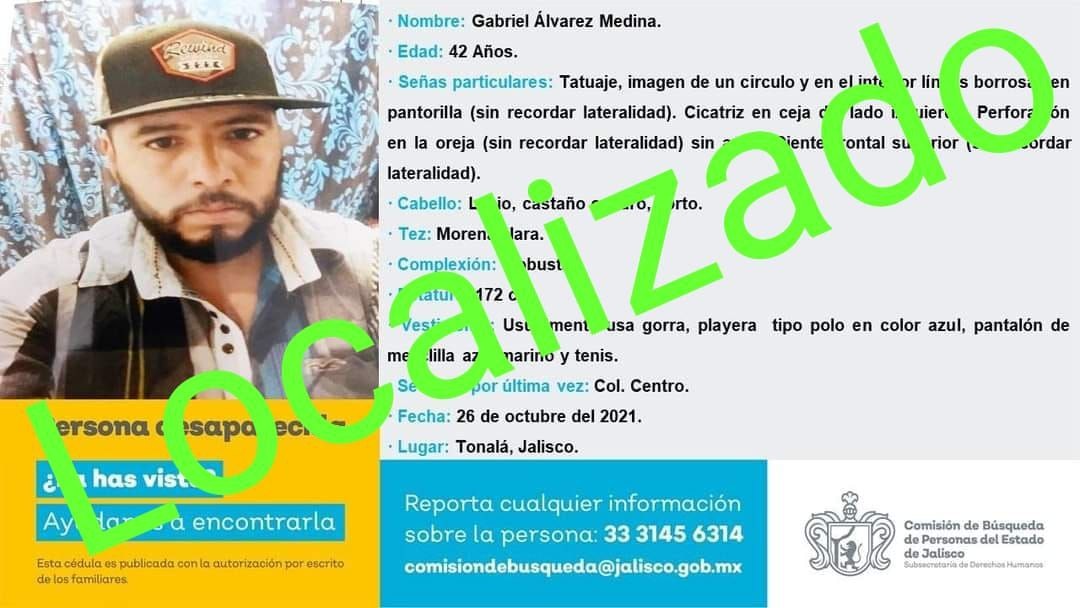 Rewind
· Nombre: Gabriel Álvarez Medina.
· Edad: 42 Años.
· Señas particulares: Tatuaje, imagen de un circulo y en el interior líneas borrosas en
pantorilla (sin recordar lateralidad). Cicatriz en ceja del lado izquierdo. Perforación
en la oreja (sin recordar lateralidad) sin diente frontal superior (sin recordar
lateralidad).
· Cabello: Lacio, castaño oscuro, corto.
· Tez: Morena clara.
· Complexión: Robusta
· Estatura: 172
· Vestimenta: Usualmente usa gorra, playera tipo polo en color azul, pantalón de
mezclilla azul marino y tenis.
· por última vez: Col. Centro.
· Fecha: 26 de octubre del 2021.
· Lugar: Tonalá, Jalisco.
Localizado
Persona desaparecida
¿La has visto?
Ayúdanos a encontrarla
Esta cédula es publicada con la autorización por escrito
de los familiares.
Reporta cualquier información
sobre la persona: 33 3145 6314
comisiondebusqueda@jalisco.gob.mx
Comisión de Búsqueda
de Personas del Estado
de Jalisco
Subsecretaría de Derechos Humanos